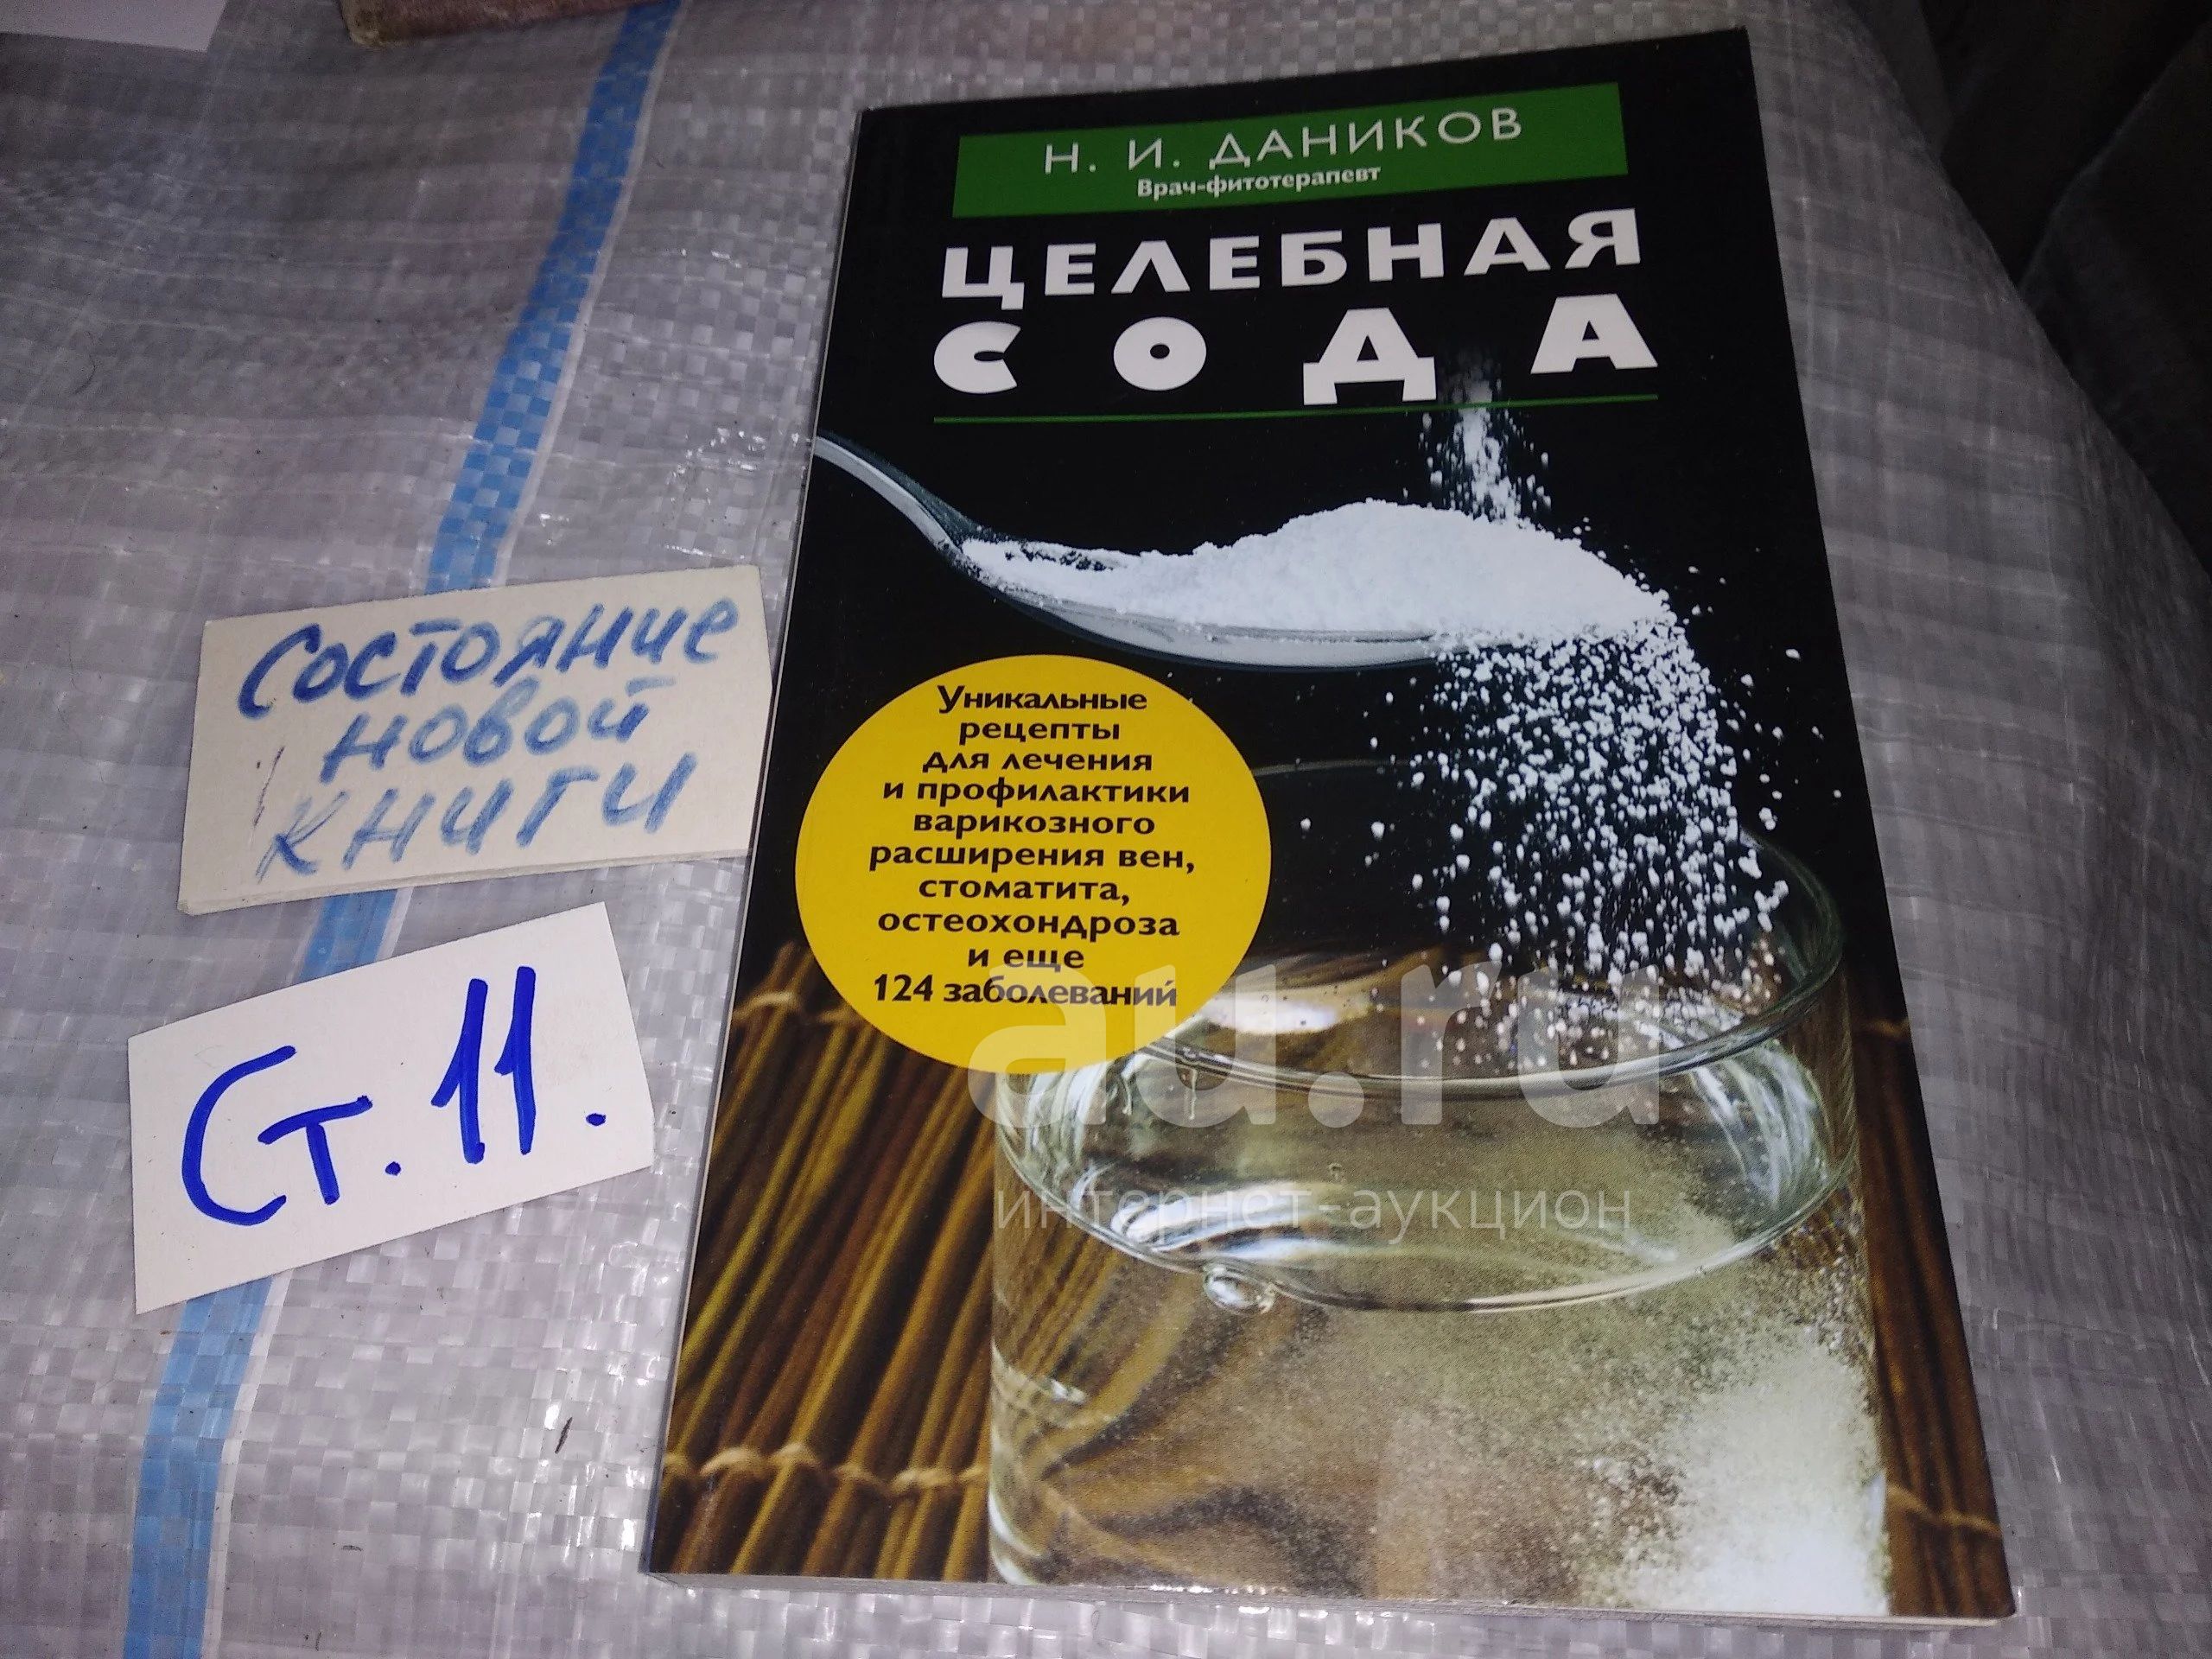 Н. И. ДАНИКОВ
Врач-фитотерапевт
ЦЕЛЕБНАЯ
СОДА
Уникальные
рецепты
для лечения
и профилактики
варикозного
расширения вен,
стоматита,
остеохондроза
и еще
124 заболеваний
Состояние
новой
книги
Ст. 11.
au.ru
интернет-аукцион